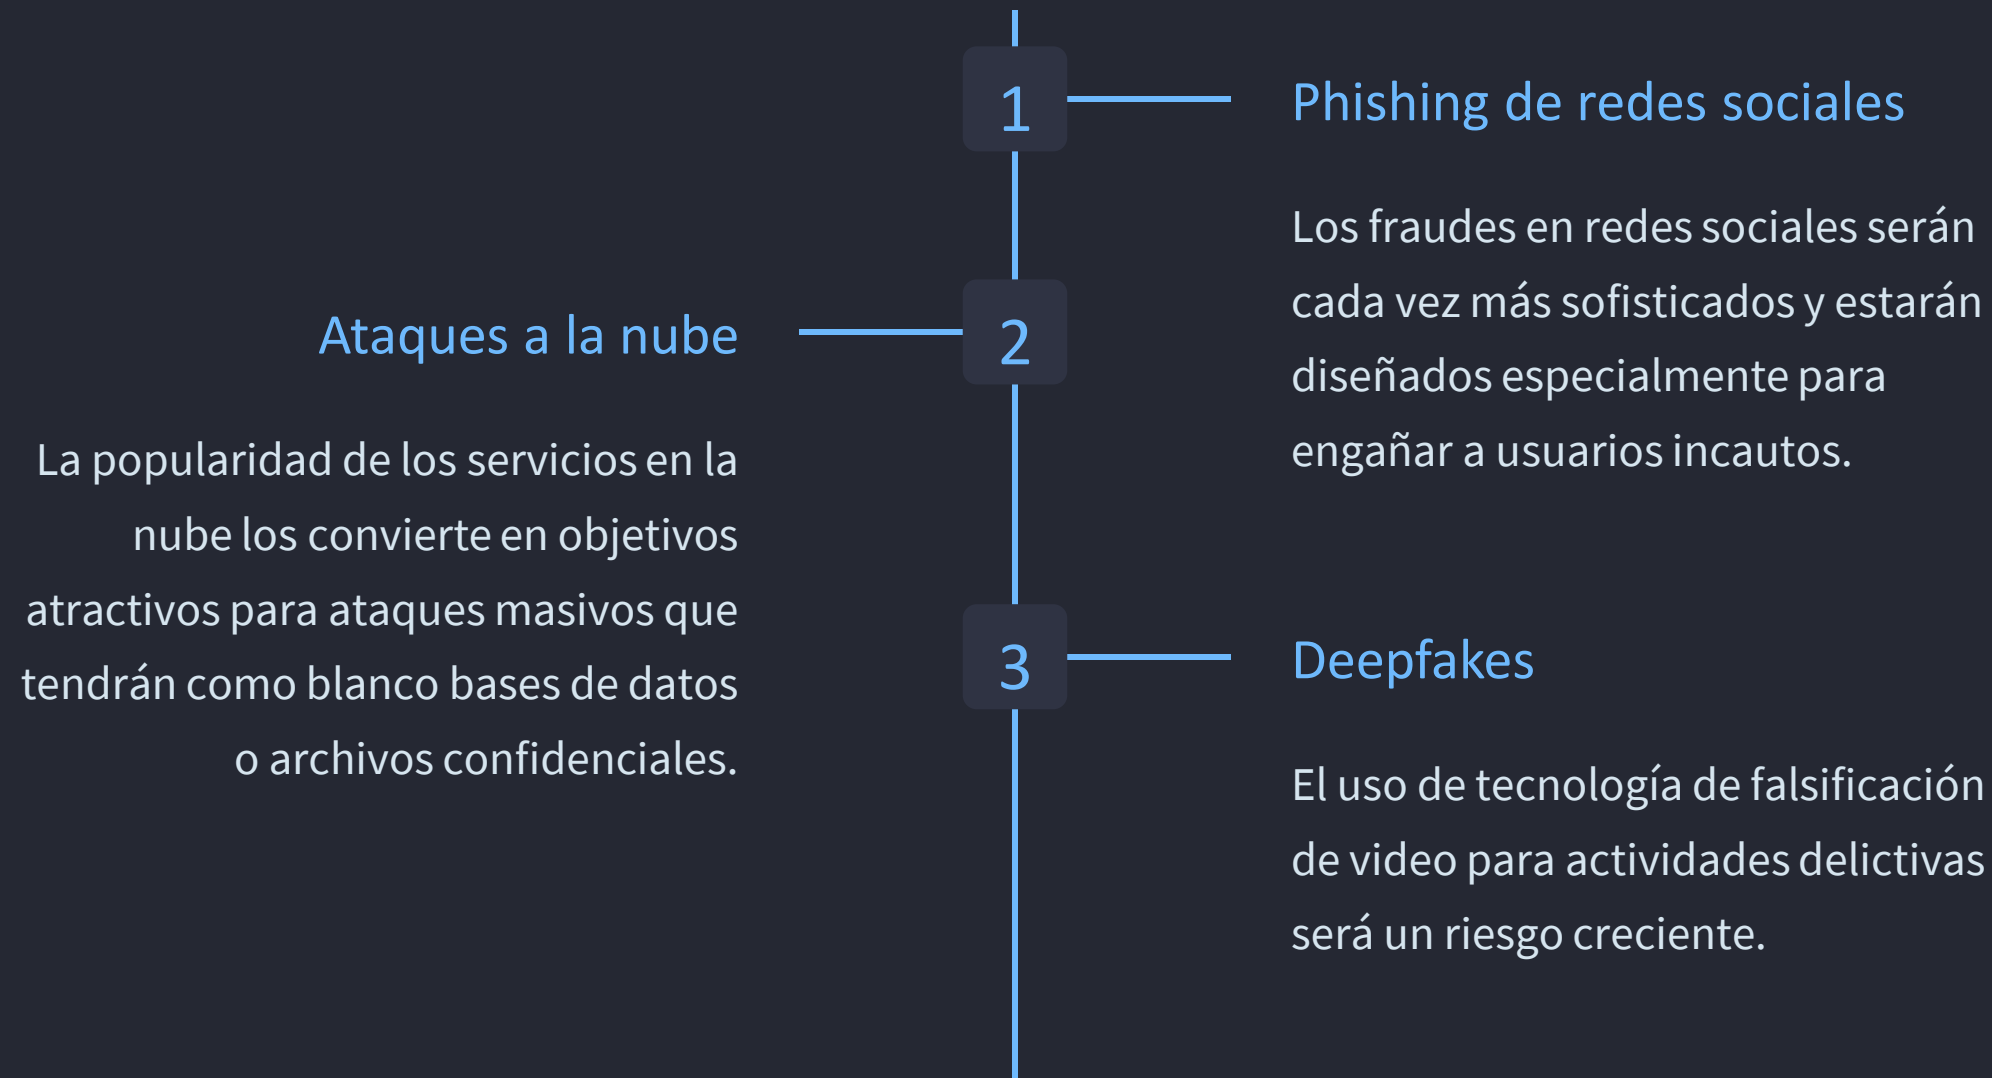 1
Phishing de redes sociales
Los fraudes en redes sociales serán
cada vez más sofisticados y estarán
diseñados especialmente para
engañar a usuarios incautos.
2
Ataques a la nube
La popularidad de los servicios en la
nube los convierte en objetivos
atractivos para ataques masivos que
tendrán como blanco bases de datos
o archivos confidenciales.
3
Deepfakes
El uso de tecnología de falsificación
de video para actividades delictivas
será un riesgo creciente.